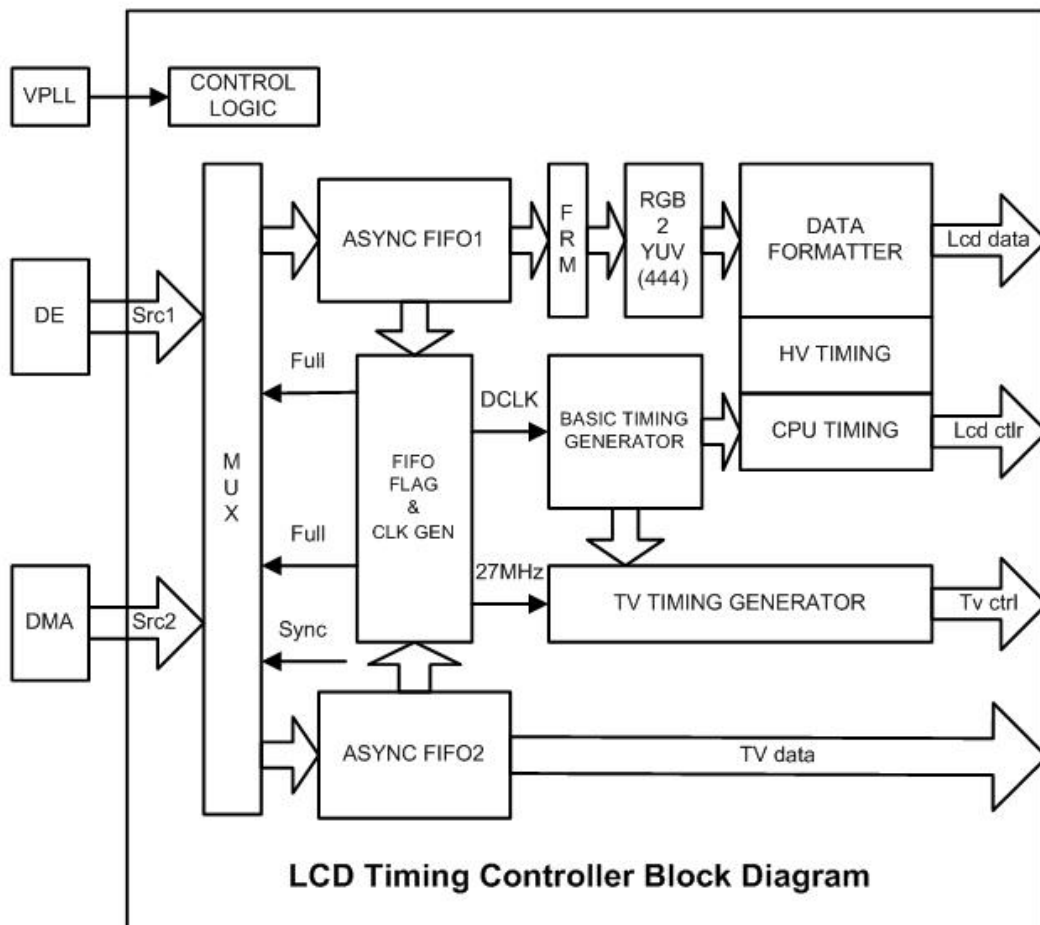 VPLL
CONTROL
LOGIC
DE
Src1
DMA
Src2
MUX
ASYNC FIFO1
FRM
RGB
2
YUV
(444)
DATA
FORMATTER
Lcd data
HV TIMING
CPU TIMING
Lcd ctlr
Full
FIFO
FLAG
&
CLK GEN
DCLK
BASIC TIMING
GENERATOR
Full
27MHz
TV TIMING GENERATOR
Tv ctrl
Sync
ASYNC FIFO2
TV data
LCD Timing Controller Block Diagram